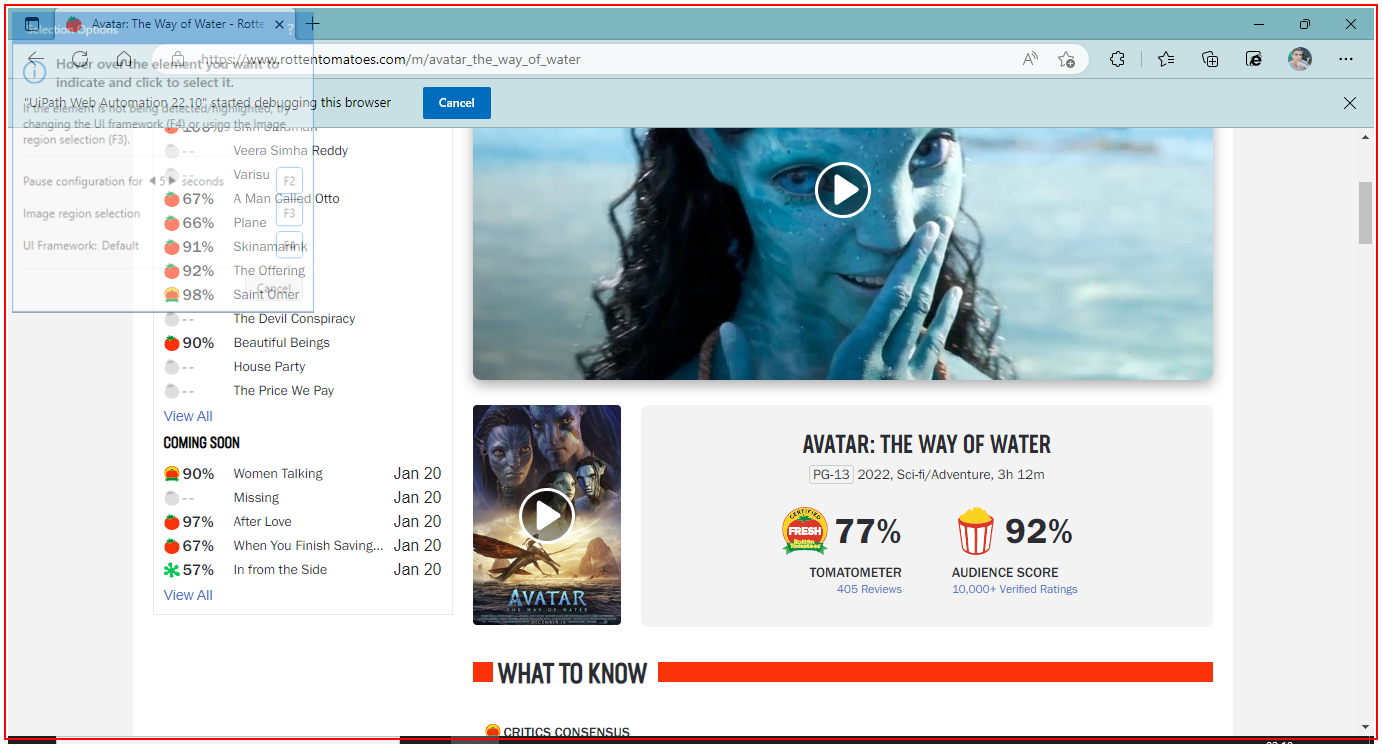 Avatar: The Way of Water - Rotte
Selection Options ?
https://www.rottentomatoes.com/m/avatar_the_way_of_water
Hover over the element you want to
indicate and click to select it.
"UiPath Web Automation 22.10" started debugging this browser
Cancel
If the element is not being detected/highlighted, try
changing the UI framework (F4) or using the Image
region selection (F3).
-- Veera Simha Reddy
-- Varisu
Pause configuration for 5 seconds F2
67% A Man Called Otto
Image region selection F3
66% Plane
UI Framework: Default F4
91% Skinamarink
92% The Offering
Cancel
98% Saint Omer
-- The Devil Conspiracy
90% Beautiful Beings
-- House Party
-- The Price We Pay
View All
COMING SOON
90% Women Talking Jan 20
-- Missing Jan 20
97% After Love Jan 20
67% When You Finish Saving... Jan 20
57% In from the Side Jan 20
View All
AVATAR
THE WAY OF WATER
DECEMBER 16
AVATAR: THE WAY OF WATER
PG-13 2022, Sci-fi/Adventure, 3h 12m
CERTIFIED
FRESH
77%
92%
TOMATOMETER
405 Reviews
AUDIENCE SCORE
10,000+ Verified Ratings
WHAT TO KNOW
CRITICS CONSENSUS